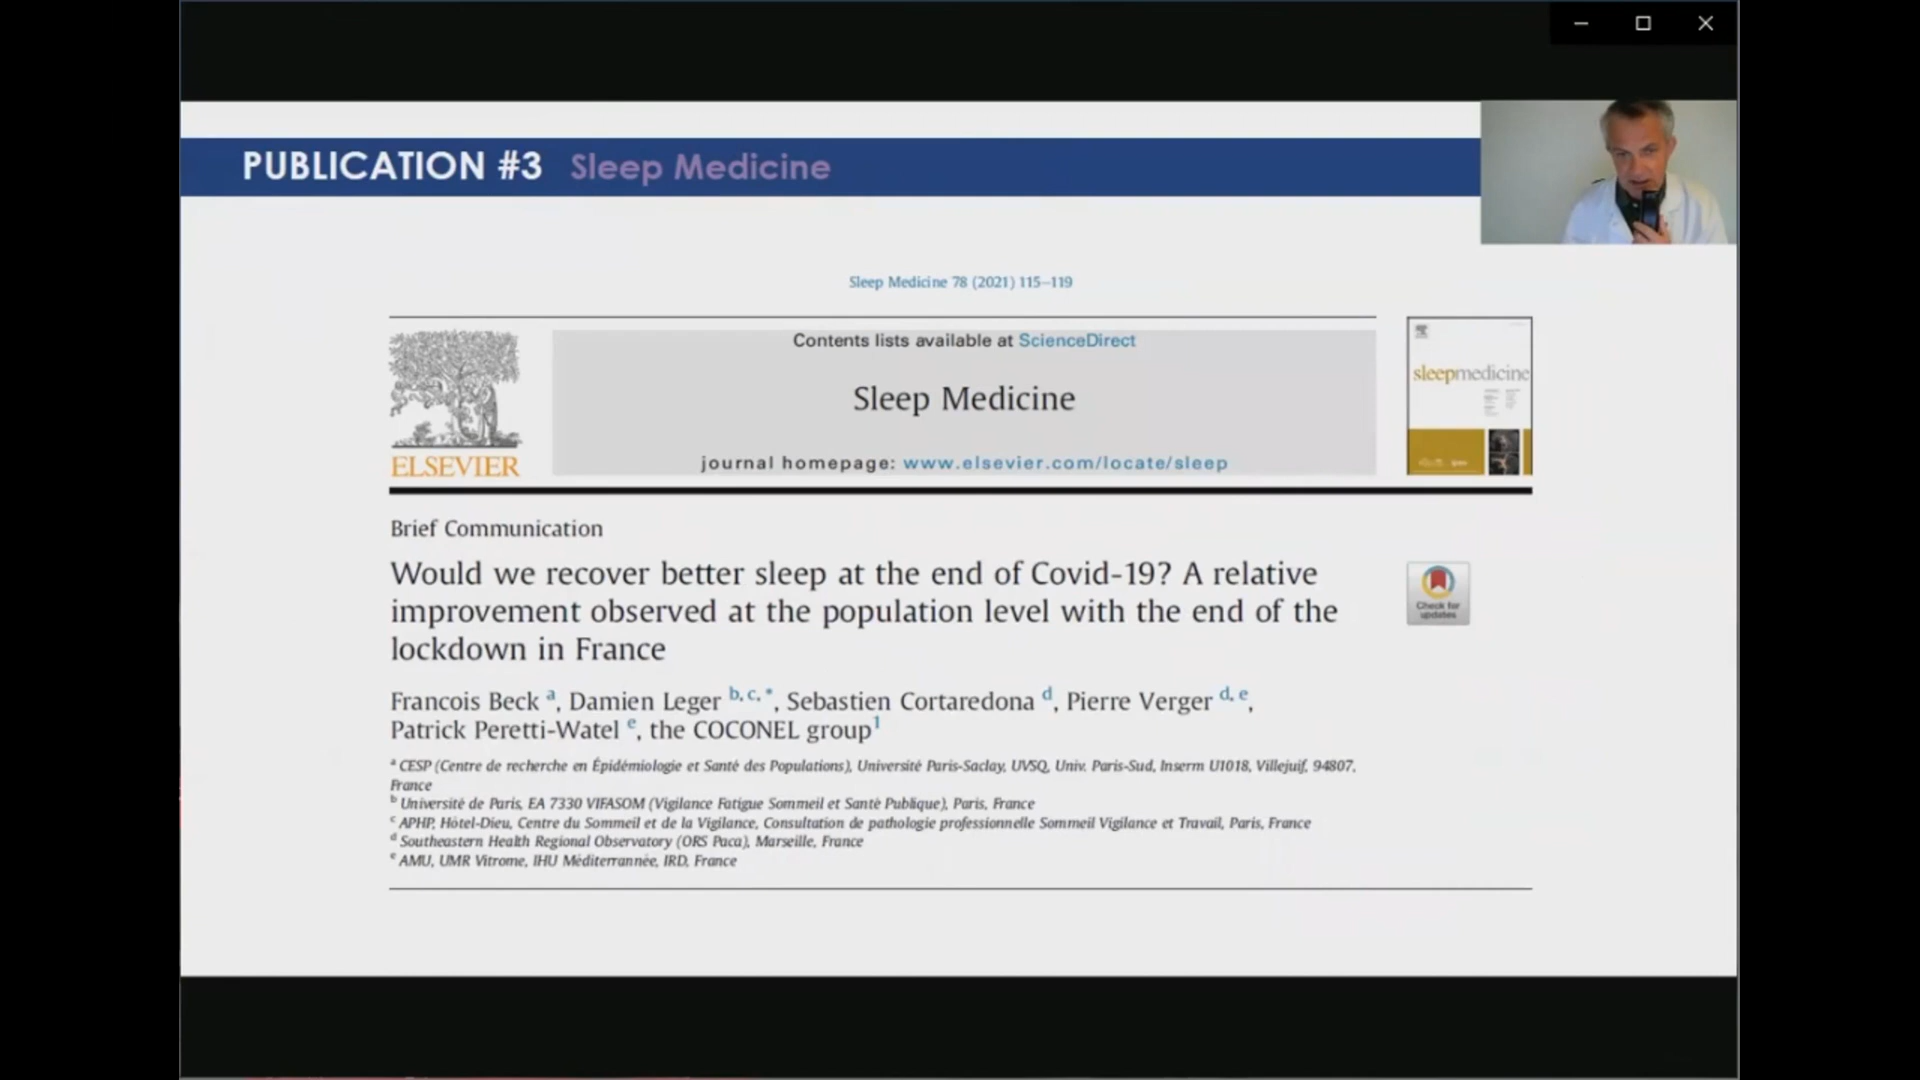 PUBLICATION #3 Sleep Medicine
Sleep Medicine 78 (2021) 115–119
Contents lists available at ScienceDirect
Sleep Medicine
journal homepage: www.elsevier.com/locate/sleep
ELSEVIER
sleepmedicine
Brief Communication
Would we recover better sleep at the end of Covid-19? A relative
improvement observed at the population level with the end of the
lockdown in France
Check for
updates
Francois Beck a, Damien Leger b, c, *, Sebastien Cortaredona d, Pierre Verger d, e,
Patrick Peretti-Watel e, the COCONEL group1
a CESP (Centre de recherche en Épidémiologie et Santé des Populations), Université Paris-Saclay, UVSQ, Univ. Paris-Sud, Inserm U1018, Villejuif, 94807,
France
b Université de Paris, EA 7330 VIFASOM (Vigilance Fatigue Sommeil et Santé Publique), Paris, France
c APHP, Hôtel-Dieu, Centre du Sommeil et de la Vigilance, Consultation de pathologie professionnelle Sommeil Vigilance et Travail, Paris, France
d Southeastern Health Regional Observatory (ORS Paca), Marseille, France
e AMU, UMR Vitrome, IHU Méditerrannée, IRD, France